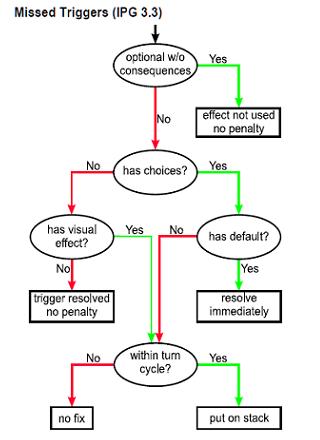 Missed Triggers (IPG 3.3)
optional w/o
consequences
Yes
No
effect not used
no penalty
No
has choices?
Yes
has visual
effect?
Yes
No
has default?
No
Yes
trigger resolved
no penalty
resolve
immediately
No
within turn
cycle?
Yes
no fix
put on stack